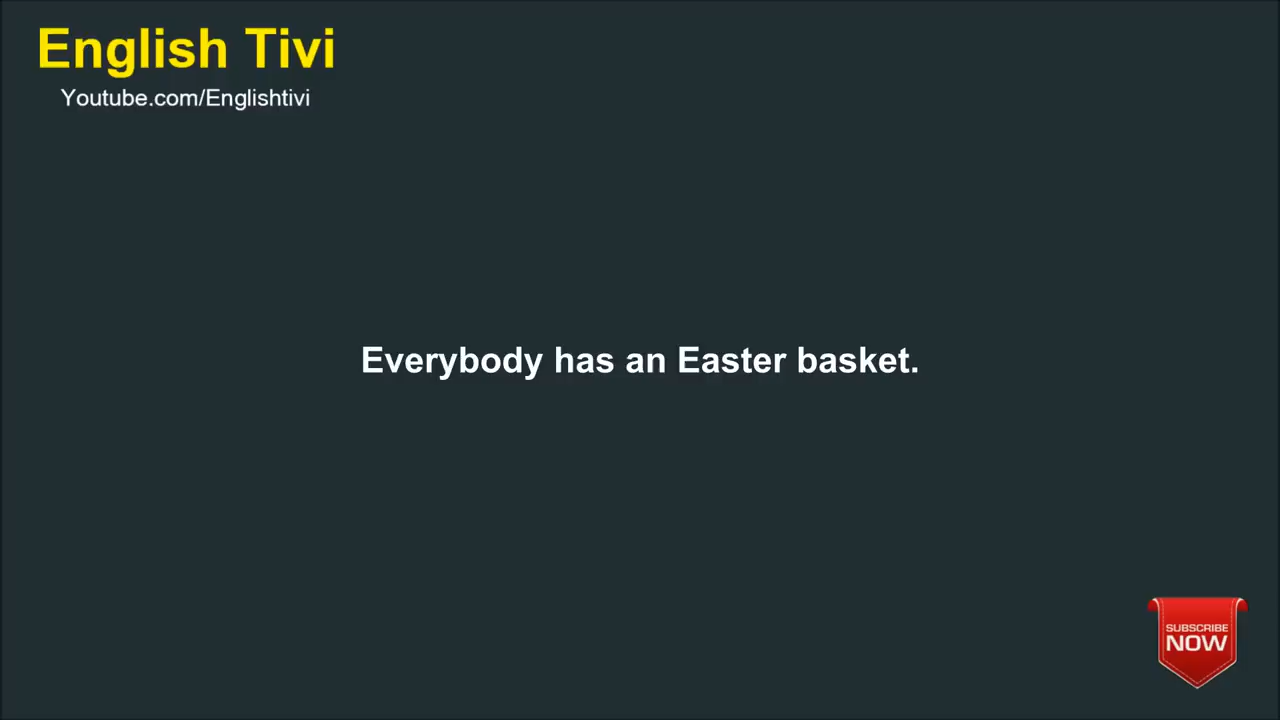 English Tivi
Youtube.com/Englishtivi
Everybody has an Easter basket.
SUBSCRIBE
NOW